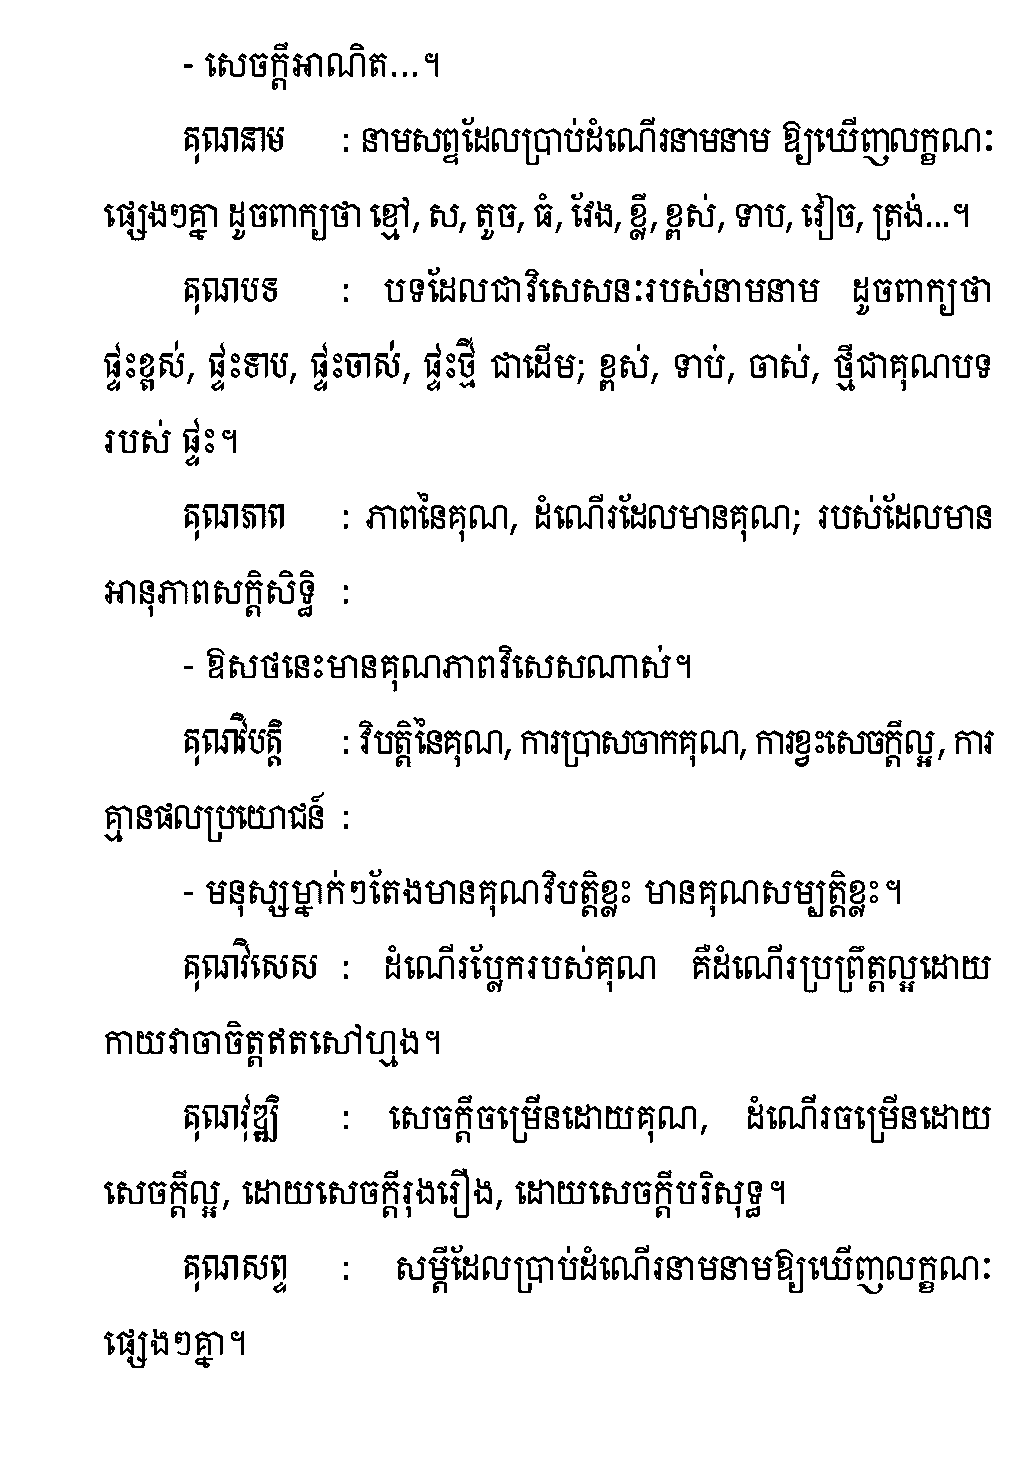 - សេចក្ដីអាណិត...។
គុណនាម : នាមសព្ទដែលប្រាប់ដំណើរនាមនាម ឱ្យឃើញលក្ខណៈ
ផ្សេងៗគ្នា ដូចពាក្យថា ខ្មៅ, ស, តូច, ធំ, វែង, ខ្លី, ខ្ពស់, ទាប, វៀច, ត្រង់...។
គុណបទ : បទដែលជាវិសេសនៈរបស់នាមនាម ដូចពាក្យថា
ផ្ទះខ្ពស់, ផ្ទះទាប, ផ្ទះចាស់, ផ្ទះថ្មី ជាដើម; ខ្ពស់, ទាប់, ចាស់, ថ្មីជាគុណបទ
របស់ ផ្ទះ។
គុណភាព : ភាពនៃគុណ, ដំណើរដែលមានគុណ; របស់ដែលមាន
អានុភាពសក្ដិសិទ្ធិ :
- ឱសថនេះមានគុណភាពវិសេសណាស់។
គុណវិបត្តិ : វិបត្តិនៃគុណ, ការប្រាសចាកគុណ, ការខ្វះសេចក្ដីល្អ, ការ
គ្មានផលប្រយោជន៍ :
- មនុស្សម្នាក់ៗតែងមានគុណវិបត្តិខ្លះ មានគុណសម្បត្តិខ្លះ។
គុណវិសេស : ដំណើរប្លែករបស់គុណ គឺដំណើរប្រព្រឹត្តល្អដោយ
កាយវាចាចិត្តឥតសៅហ្មង។
គុណវុឌ្ឍិ : សេចក្ដីចម្រើនដោយគុណ, ដំណើរចម្រើនដោយ
សេចក្ដីល្អ, ដោយសេចក្ដីរុងរឿង, ដោយសេចក្ដីបរិសុទ្ធ។
គុណសព្ទ : សម្ដីដែលប្រាប់ដំណើរនាមនាមឱ្យឃើញលក្ខណៈ
ផ្សេងៗគ្នា។